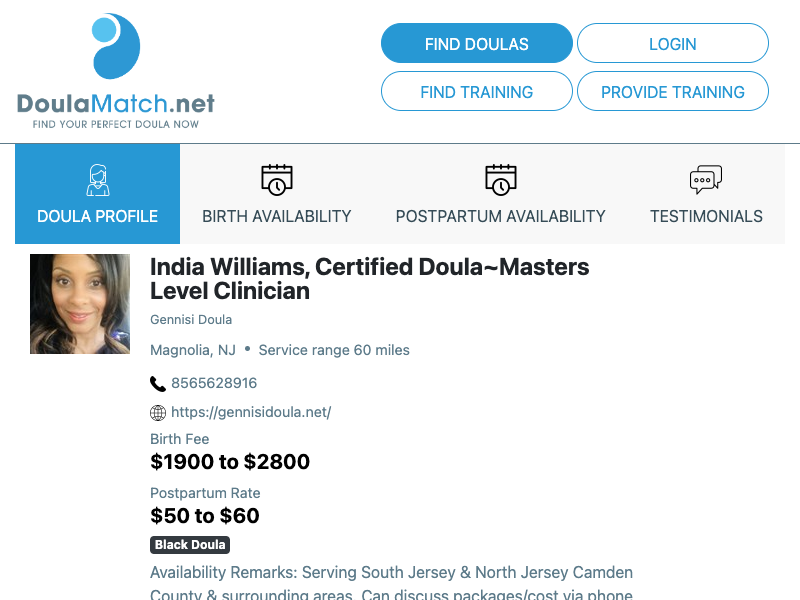 DoulaMatch.net
FIND YOUR PERFECT DOULA NOW
FIND DOULAS
LOGIN
FIND TRAINING
PROVIDE TRAINING
DOULA PROFILE
BIRTH AVAILABILITY
POSTPARTUM AVAILABILITY
TESTIMONIALS
India Williams, Certified Doula~Masters
Level Clinician
Gennisi Doula
Magnolia, NJ • Service range 60 miles
8565628916
https://gennisidoula.net/
Birth Fee
$1900 to $2800
Postpartum Rate
$50 to $60
Black Doula
Availability Remarks: Serving South Jersey & North Jersey Camden
County & surrounding areas. Can discuss packages/cost via phone